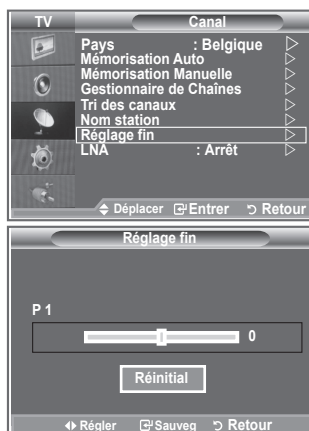 TV Canal
Pays : Belgique
Mémorisation Auto
Mémorisation Manuelle
Gestionnaire de Chaînes
Tri des canaux
Nom station
Réglage fin
LNA : Arrêt
Déplacer Entrer Retour
Réglage fin
P 1
0
Réinitial
Régler Sauveg Retour